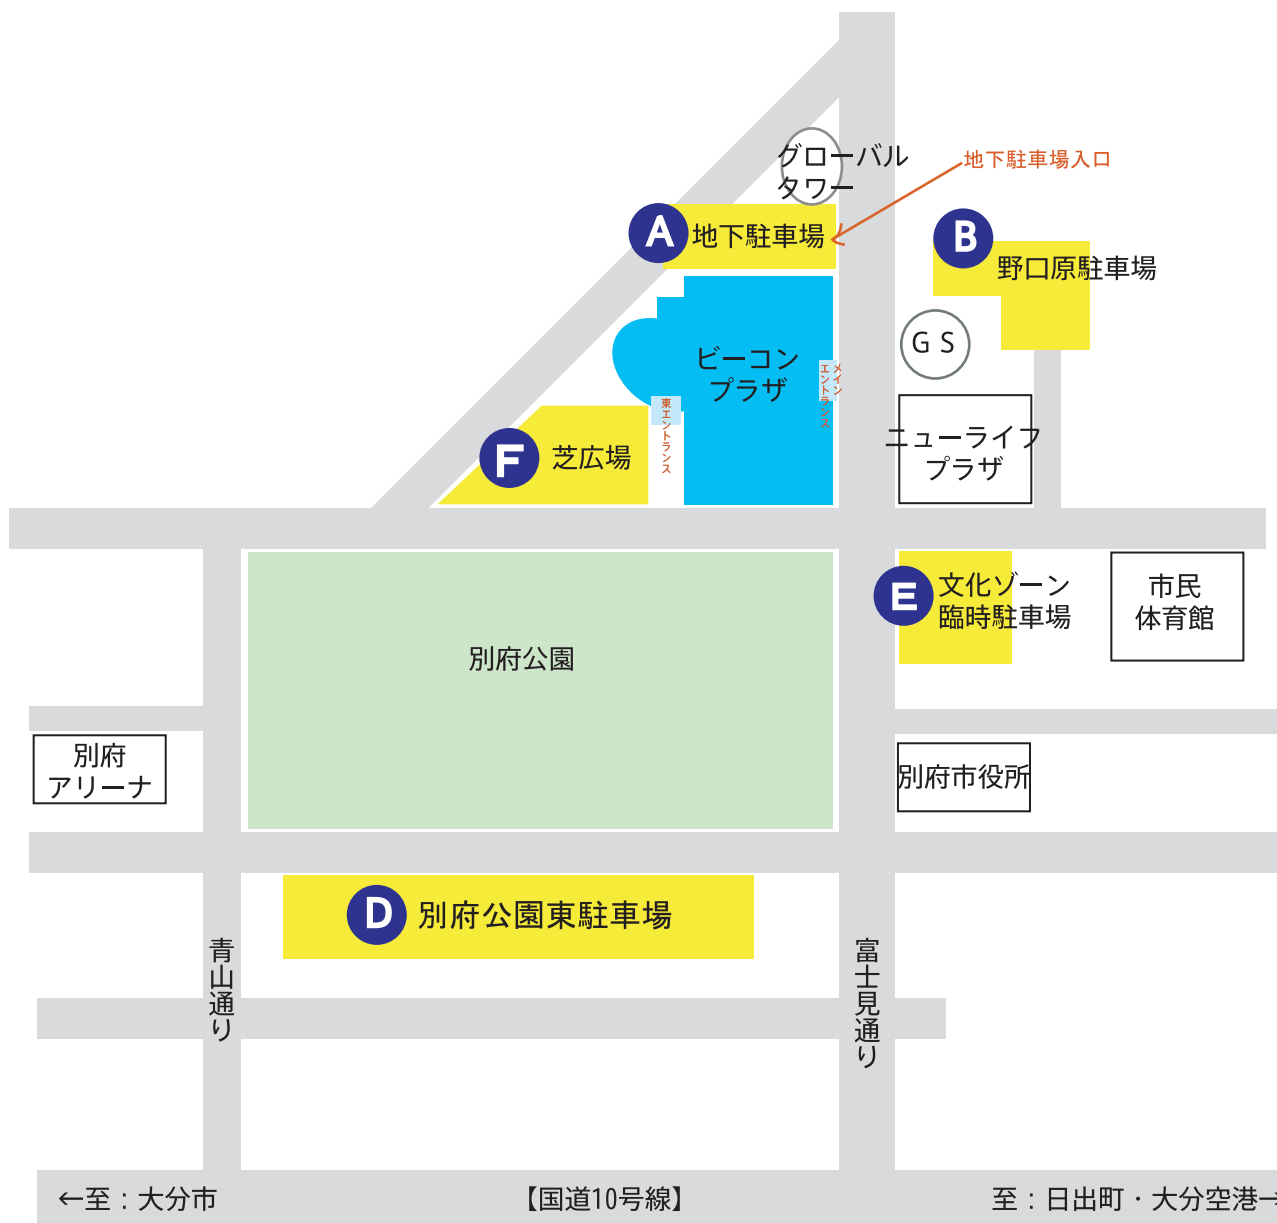 グローバル
タワー
地下駐車場入口
A
地下駐車場
B
野口原駐車場
GS
ビーコン
プラザ
メイン
エントランス
東エントランス
F
芝広場
ニューライフ
プラザ
E
文化ゾーン
臨時駐車場
市民
体育館
別府公園
別府
アリーナ
別府市役所
D
別府公園東駐車場
青山通り
富士見通り
←至：大分市
【国道10号線】
至：日出町・大分空港→